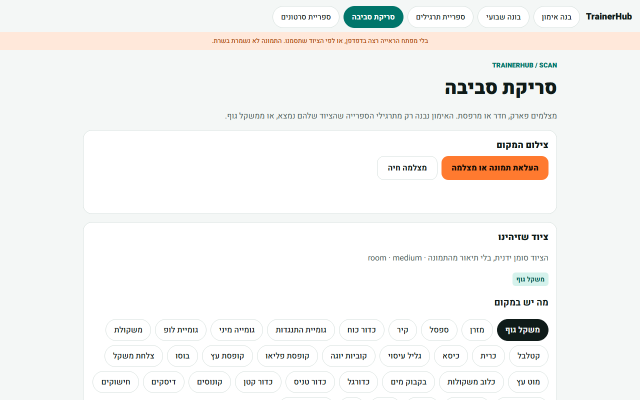 TrainerHub
בנה אימון
בונה שבועי
ספריית תרגילים
סריקת סביבה
ספריית סרטונים
בלי מפתח הראייה רצה בדפדפן, או לפי הציוד שתסמנו. התמונה לא נשמרת בשרת.
TRAINERHUB / SCAN
סריקת סביבה
מצלמים פארק, חדר או מרפסת. האימון נבנה רק מתרגילי הספרייה שהציוד שלהם נמצא, או ממשקל גוף.
צילום המקום
העלאת תמונה או מצלמה
מצלמה חיה
ציוד שזיהינו
הציוד סומן ידנית, בלי תיאור מהתמונה · room · medium
משקל גוף
מה יש במקום
משקל גוף מזרן ספסל קיר כדור כוח גומיית התנגדות גומייה מיני גומיית לופ משקולת
קטלבל כרית כיסא גליל עיסוי קוביות יוגה קופסת פליאו קופסת עץ בוסו צלחת משקל
מוט עץ כלוב משקולות בקבוק מים כדורגל כדור טניס כדור קטן קונוסים דיסקים חישוקים